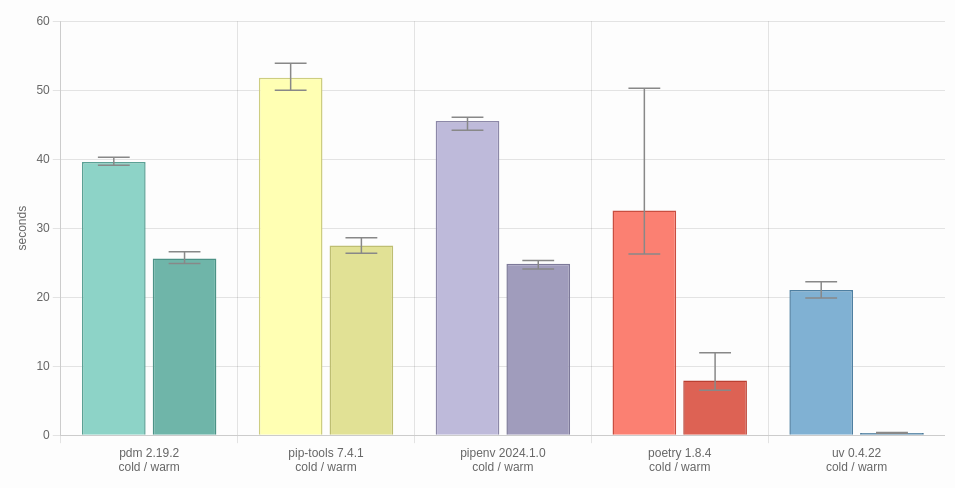 60
50
40
30
20
10
0
seconds
pdm 2.19.2
cold / warm
pip-tools 7.4.1
cold / warm
pipenv 2024.1.0
cold / warm
poetry 1.8.4
cold / warm
uv 0.4.22
cold / warm